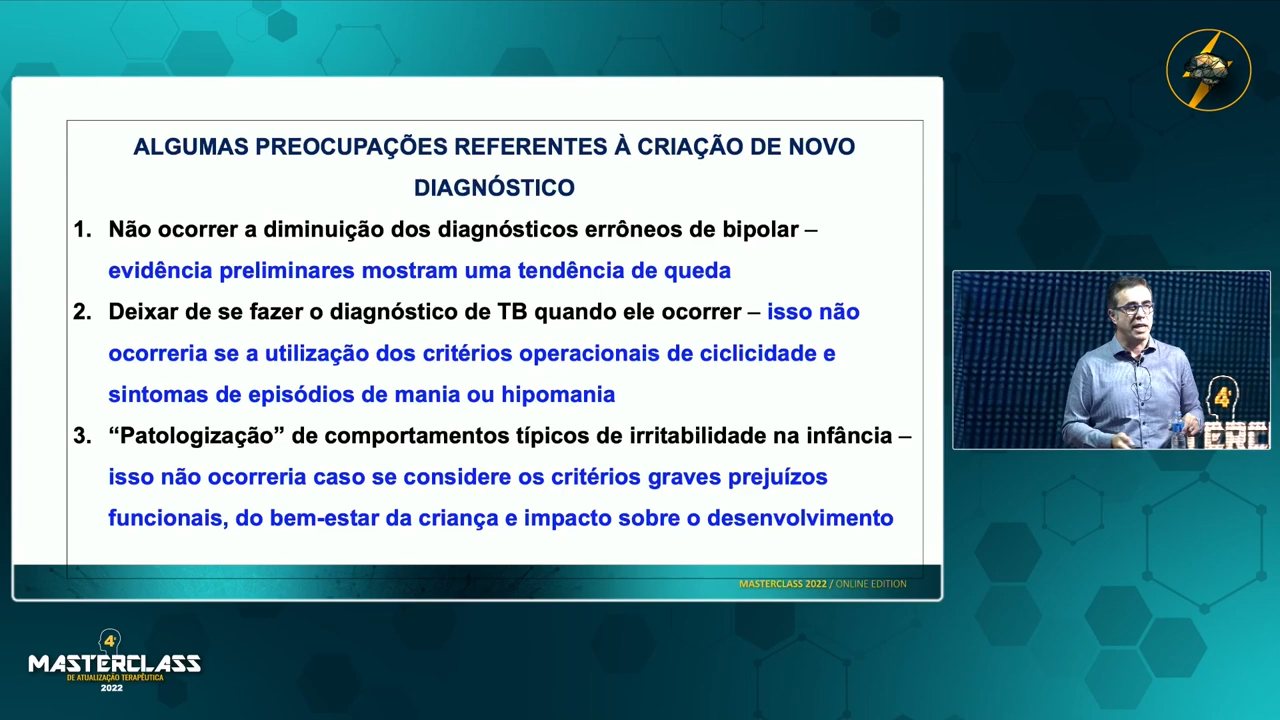 ALGUMAS PREOCUPAÇÕES REFERENTES À CRIAÇÃO DE NOVO
DIAGNÓSTICO
1. Não ocorrer a diminuição dos diagnósticos errôneos de bipolar –
evidência preliminares mostram uma tendência de queda
2. Deixar de se fazer o diagnóstico de TB quando ele ocorrer – isso não
ocorreria se a utilização dos critérios operacionais de ciclicidade e
sintomas de episódios de mania ou hipomania
3. “Patologização” de comportamentos típicos de irritabilidade na infância –
isso não ocorreria caso se considere os critérios graves prejuízos
funcionais, do bem-estar da criança e impacto sobre o desenvolvimento
MASTERCLASS 2022 / ONLINE EDITION
4
TERC
4
MASTERCLASS
DE ATUALIZAÇÃO TERAPÊUTICA
2022